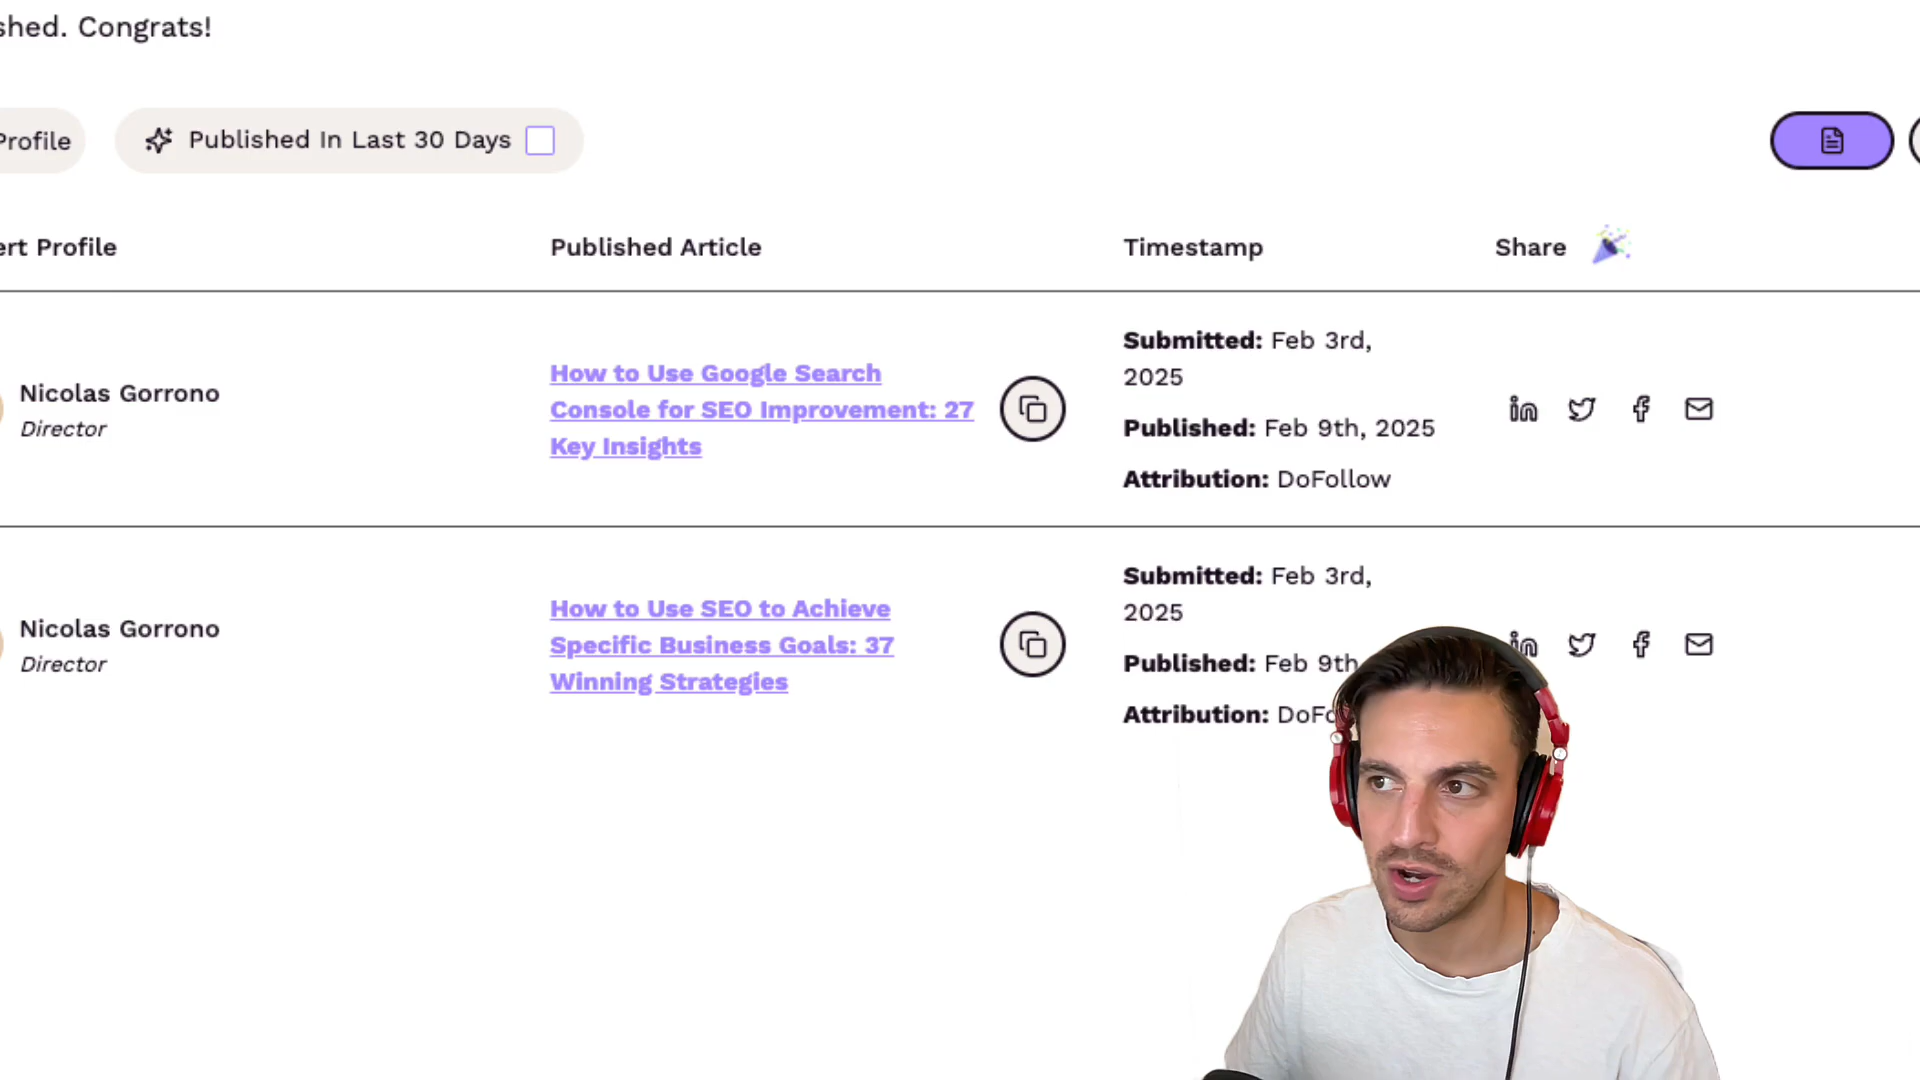 shed. Congrats!
Profile
Published In Last 30 Days
ert Profile
Published Article
Timestamp
Share
Nicolas Gorrono
Director
How to Use Google Search
Console for SEO Improvement: 27
Key Insights
Submitted: Feb 3rd,
2025
Published: Feb 9th, 2025
Attribution: DoFollow
Nicolas Gorrono
Director
How to Use SEO to Achieve
Specific Business Goals: 37
Winning Strategies
Submitted: Feb 3rd,
2025
Published: Feb 9th
Attribution: DoFo